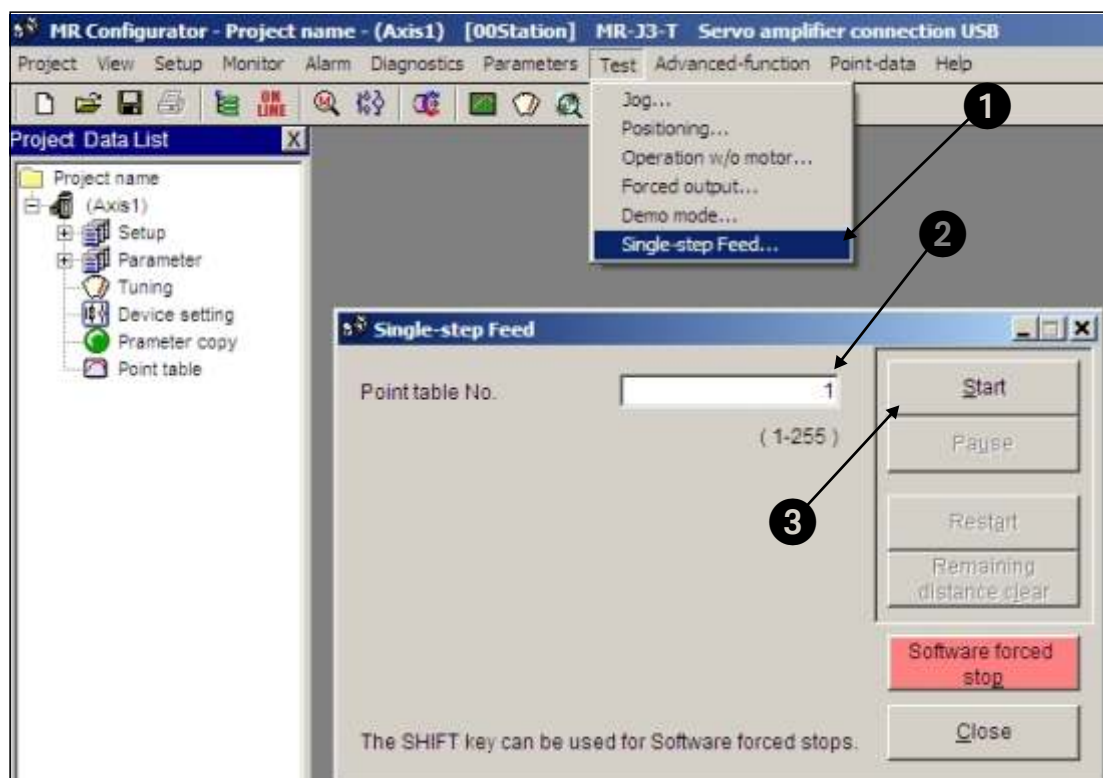 MR Configurator - Project name - (Axis1) [00Station] MR-J3-T Servo amplifier connection USB
Project View Setup Monitor Alarm Diagnostics Parameters Test Advanced-function Point-data Help
ON
LINE
Jog...
Positioning...
Operation w/o motor...
Forced output...
Demo mode...
Single-step Feed...
1
2
3
Project Data List X
Project name
(Axis1)
Setup
Parameter
Tuning
Device setting
Prameter copy
Point table
Single-step Feed
Point table No. 1
( 1-255 )
Start
Pause
Restart
Remaining
distance clear
Software forced
stop
Close
The SHIFT key can be used for Software forced stops.